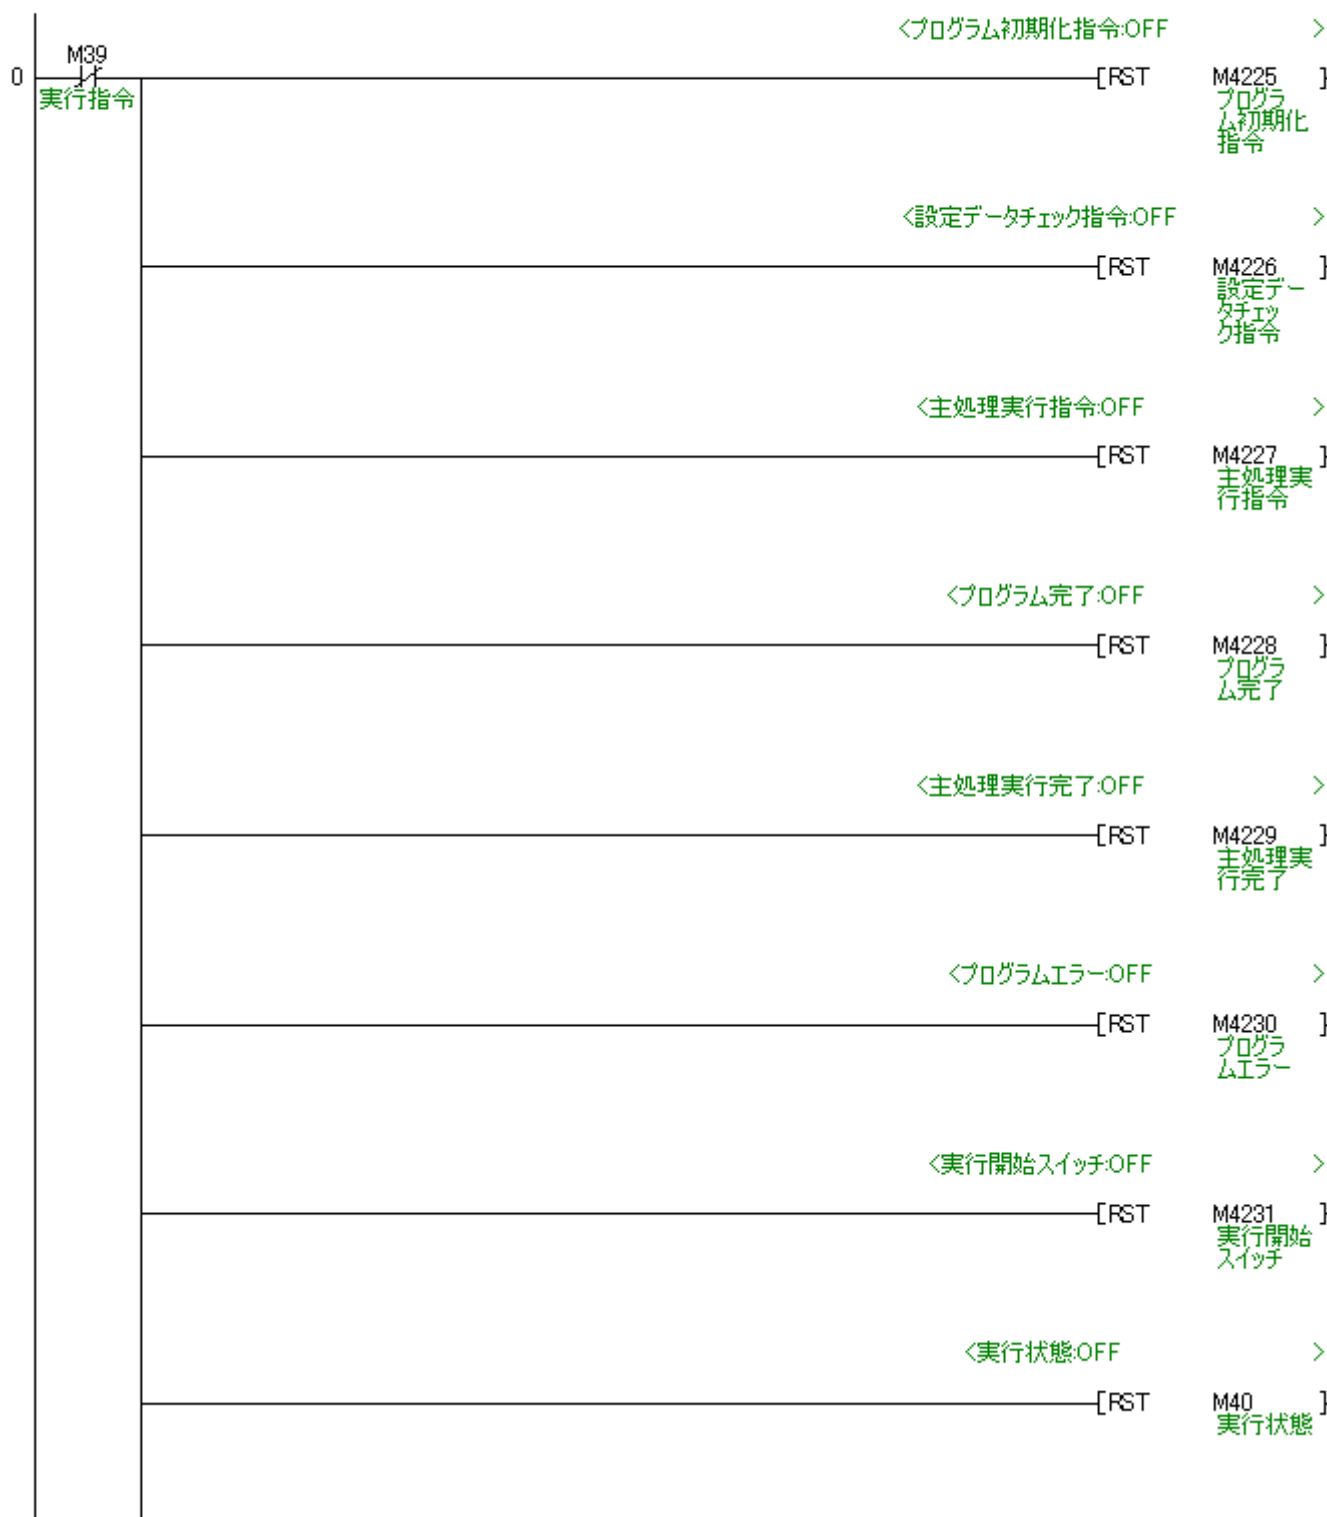 <プログラム初期化指令:OFF >
M39
0 [RST M4225 ]
実行指令
プログラ
ム初期化
指令
<設定データチェック指令:OFF >
[RST M4226 ]
設定デー
タチェッ
ク指令
<主処理実行指令:OFF >
[RST M4227 ]
主処理実
行指令
<プログラム完了:OFF >
[RST M4228 ]
プログラ
ム完了
<主処理実行完了:OFF >
[RST M4229 ]
主処理実
行完了
<プログラムエラー:OFF >
[RST M4230 ]
プログラ
ムエラー
<実行開始スイッチ:OFF >
[RST M4231 ]
実行開始
スイッチ
<実行状態:OFF >
[RST M40 ]
実行状態